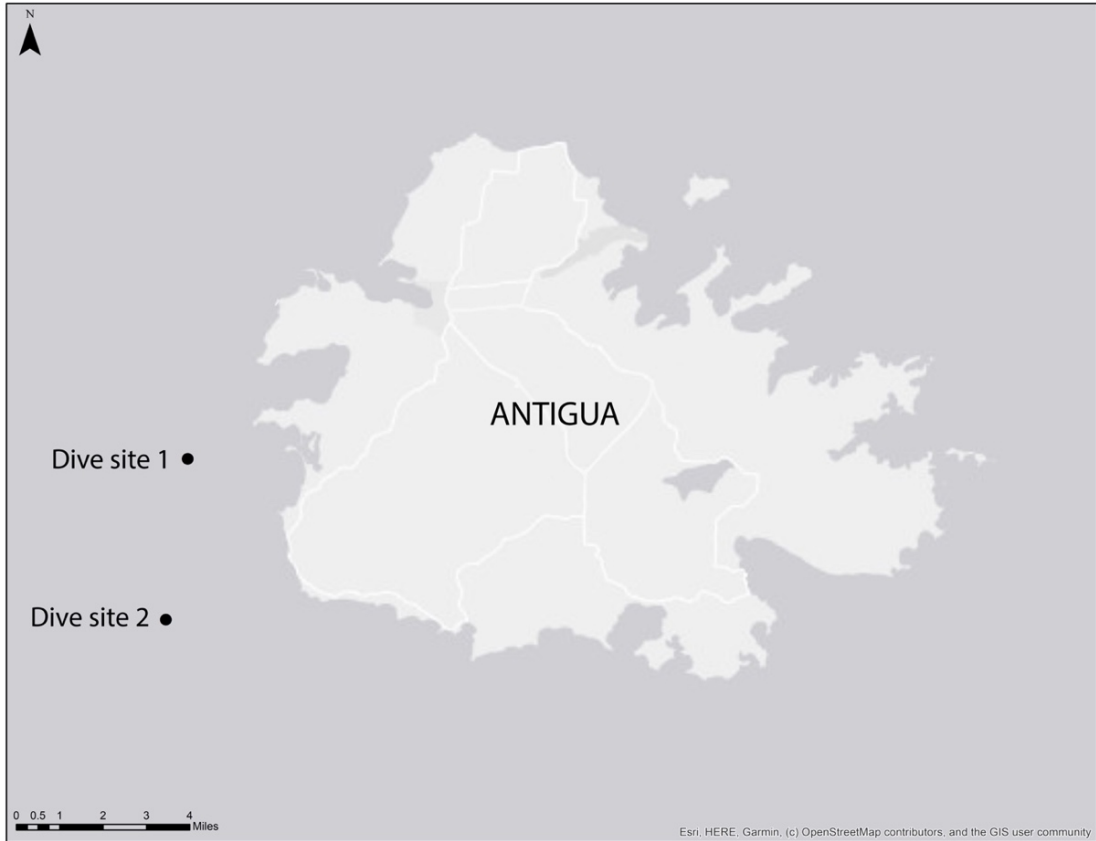 N
ANTIGUA
Dive site 1
Dive site 2
0 0.5 1 2 3 4
Miles
Esri, HERE, Garmin, (c) OpenStreetMap contributors, and the GIS user community